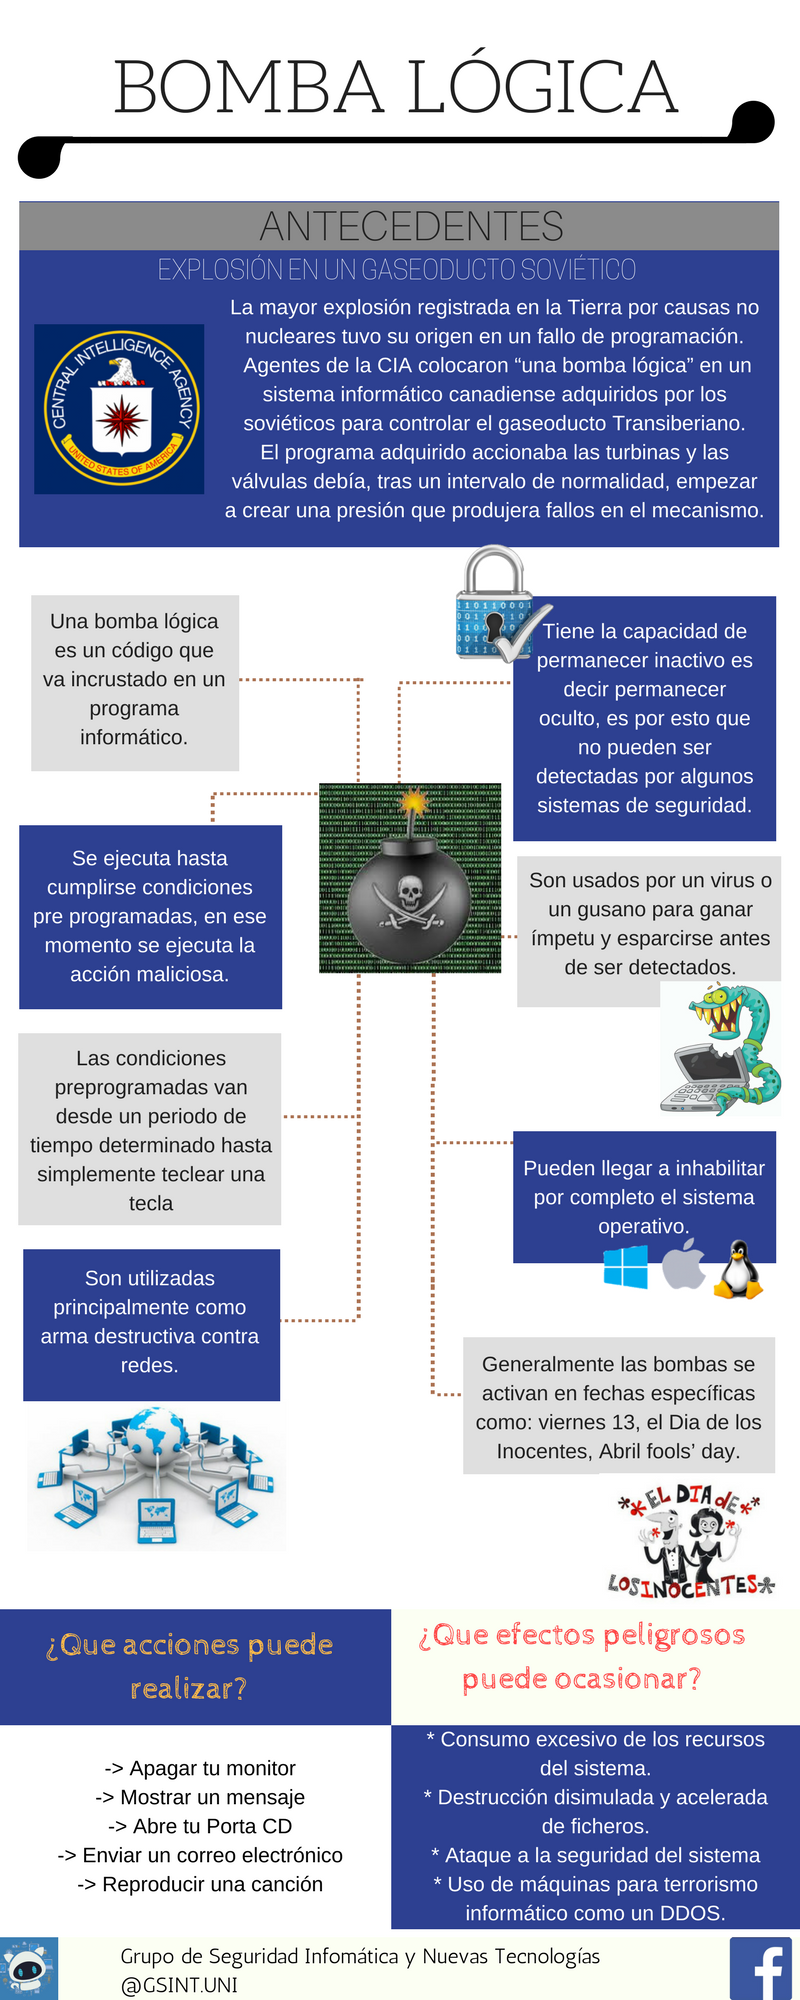 BOMBA LÓGICA
ANTECEDENTES
EXPLOSIÓN EN UN GASEODUCTO SOVIÉTICO
CENTRAL INTELLIGENCE AGENCY
UNITED STATES OF AMERICA
La mayor explosión registrada en la Tierra por causas no
nucleares tuvo su origen en un fallo de programación.
Agentes de la CIA colocaron “una bomba lógica” en un
sistema informático canadiense adquiridos por los
soviéticos para controlar el gaseoducto Transiberiano.
El programa adquirido accionaba las turbinas y las
válvulas debía, tras un intervalo de normalidad, empezar
a crear una presión que produjera fallos en el mecanismo.
Una bomba lógica
es un código que
va incrustado en un
programa
informático.
Tiene la capacidad de
permanecer inactivo es
decir permanecer
oculto, es por esto que
no pueden ser
detectadas por algunos
sistemas de seguridad.
Se ejecuta hasta
cumplirse condiciones
pre programadas, en ese
momento se ejecuta la
acción maliciosa.
Son usados por un virus o
un gusano para ganar
ímpetu y esparcirse antes
de ser detectados.
Las condiciones
preprogramadas van
desde un periodo de
tiempo determinado hasta
simplemente teclear una
tecla
Pueden llegar a inhabilitar
por completo el sistema
operativo.
Son utilizadas
principalmente como
arma destructiva contra
redes.
Generalmente las bombas se
activan en fechas específicas
como: viernes 13, el Dia de los
Inocentes, Abril fools’ day.
EL DIA dE
LOS INOCENTES
¿Que acciones puede
realizar?
-> Apagar tu monitor
-> Mostrar un mensaje
-> Abre tu Porta CD
-> Enviar un correo electrónico
-> Reproducir una canción
¿Que efectos peligrosos
puede ocasionar?
* Consumo excesivo de los recursos
del sistema.
* Destrucción disimulada y acelerada
de ficheros.
* Ataque a la seguridad del sistema
* Uso de máquinas para terrorismo
informático como un DDOS.
Grupo de Seguridad Infomática y Nuevas Tecnologías
@GSINT.UNI